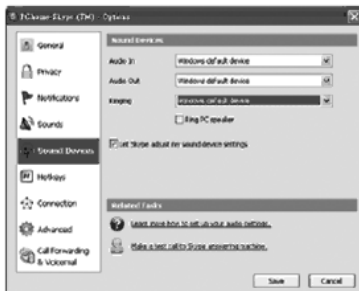 PChome-Skype (TM) - Options
General
Privacy
Notifications
Sounds
Sound Devices
Hotkeys
Connection
Advanced
Call Forwarding
& Voicemail
Sound Devices
Audio In
Windows default device
Audio Out
Windows default device
Ringing
Windows default device
Ring PC speaker
Let Skype adjust my sound device settings
Related Tasks
Learn more how to set up your audio settings.
Make a test call to Skype answering machine.
Save
Cancel